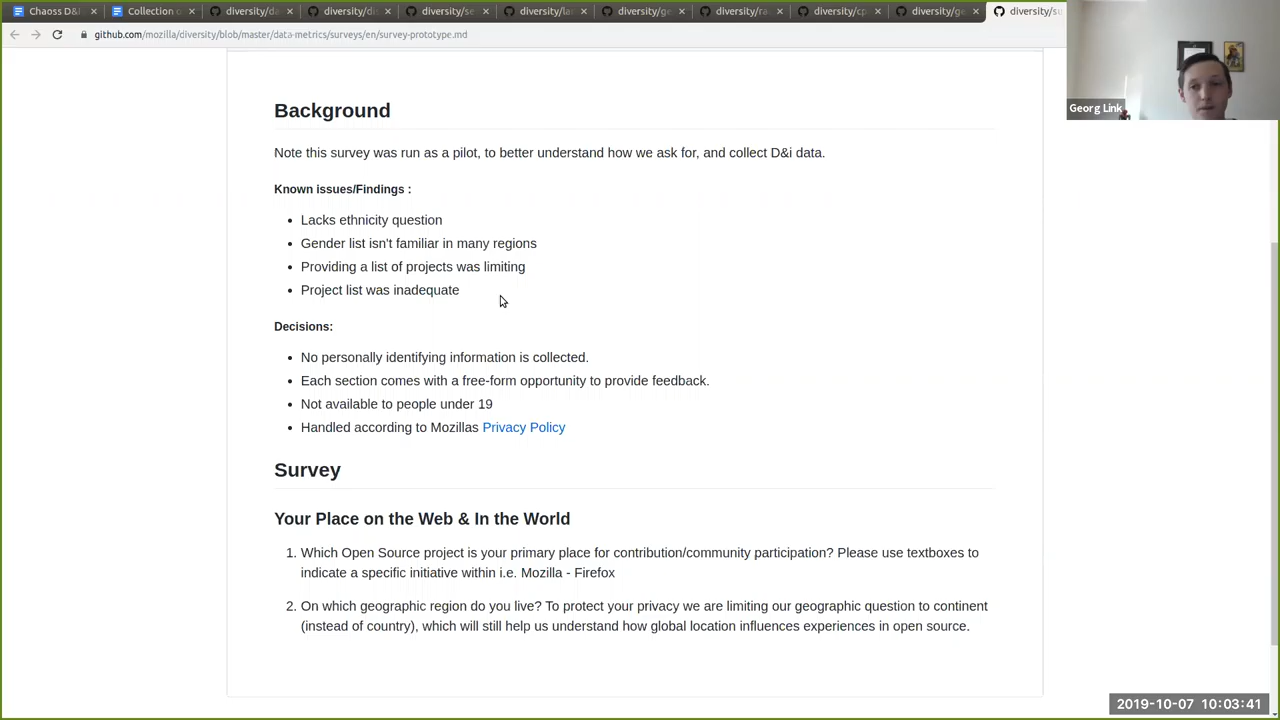 Chaoss D&I
Collection o
diversity/da
diversity/di
diversity/se
diversity/la
diversity/ge
diversity/ra
diversity/cp
diversity/go
diversity/su
github.com/mozilla/diversity/blob/master/data-metrics/surveys/en/survey-prototype.md
Georg Link
Background
Note this survey was run as a pilot, to better understand how we ask for, and collect D&i data.
Known issues/Findings :
Lacks ethnicity question
Gender list isn't familiar in many regions
Providing a list of projects was limiting
Project list was inadequate
Decisions:
No personally identifying information is collected.
Each section comes with a free-form opportunity to provide feedback.
Not available to people under 19
Handled according to Mozillas Privacy Policy
Survey
Your Place on the Web & In the World
1. Which Open Source project is your primary place for contribution/community participation? Please use textboxes to
indicate a specific initiative within i.e. Mozilla - Firefox
2. On which geographic region do you live? To protect your privacy we are limiting our geographic question to continent
(instead of country), which will still help us understand how global location influences experiences in open source.
2019-10-07 10:03:41